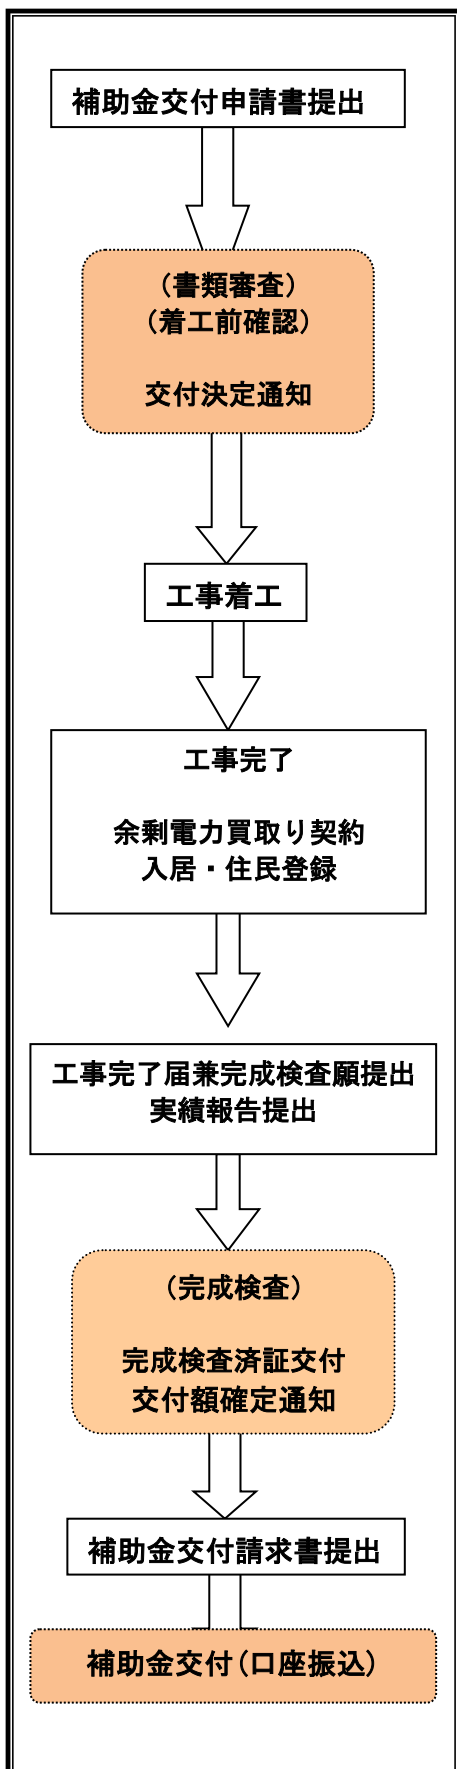 補助金交付申請書提出
（書類審査）
（着工前確認）
交付決定通知
工事着工
工事完了
余剰電力買取り契約
入居・住民登録
工事完了届兼完成検査願提出
実績報告提出
（完成検査）
完成検査済証交付
交付額確定通知
補助金交付請求書提出
補助金交付（口座振込）